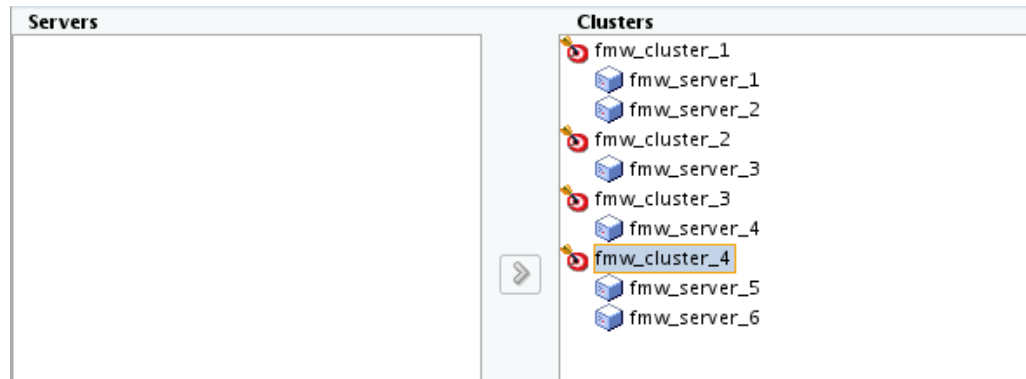 Servers
Clusters
fmw_cluster_1
fmw_server_1
fmw_server_2
fmw_cluster_2
fmw_server_3
fmw_cluster_3
fmw_server_4
fmw_cluster_4
fmw_server_5
fmw_server_6